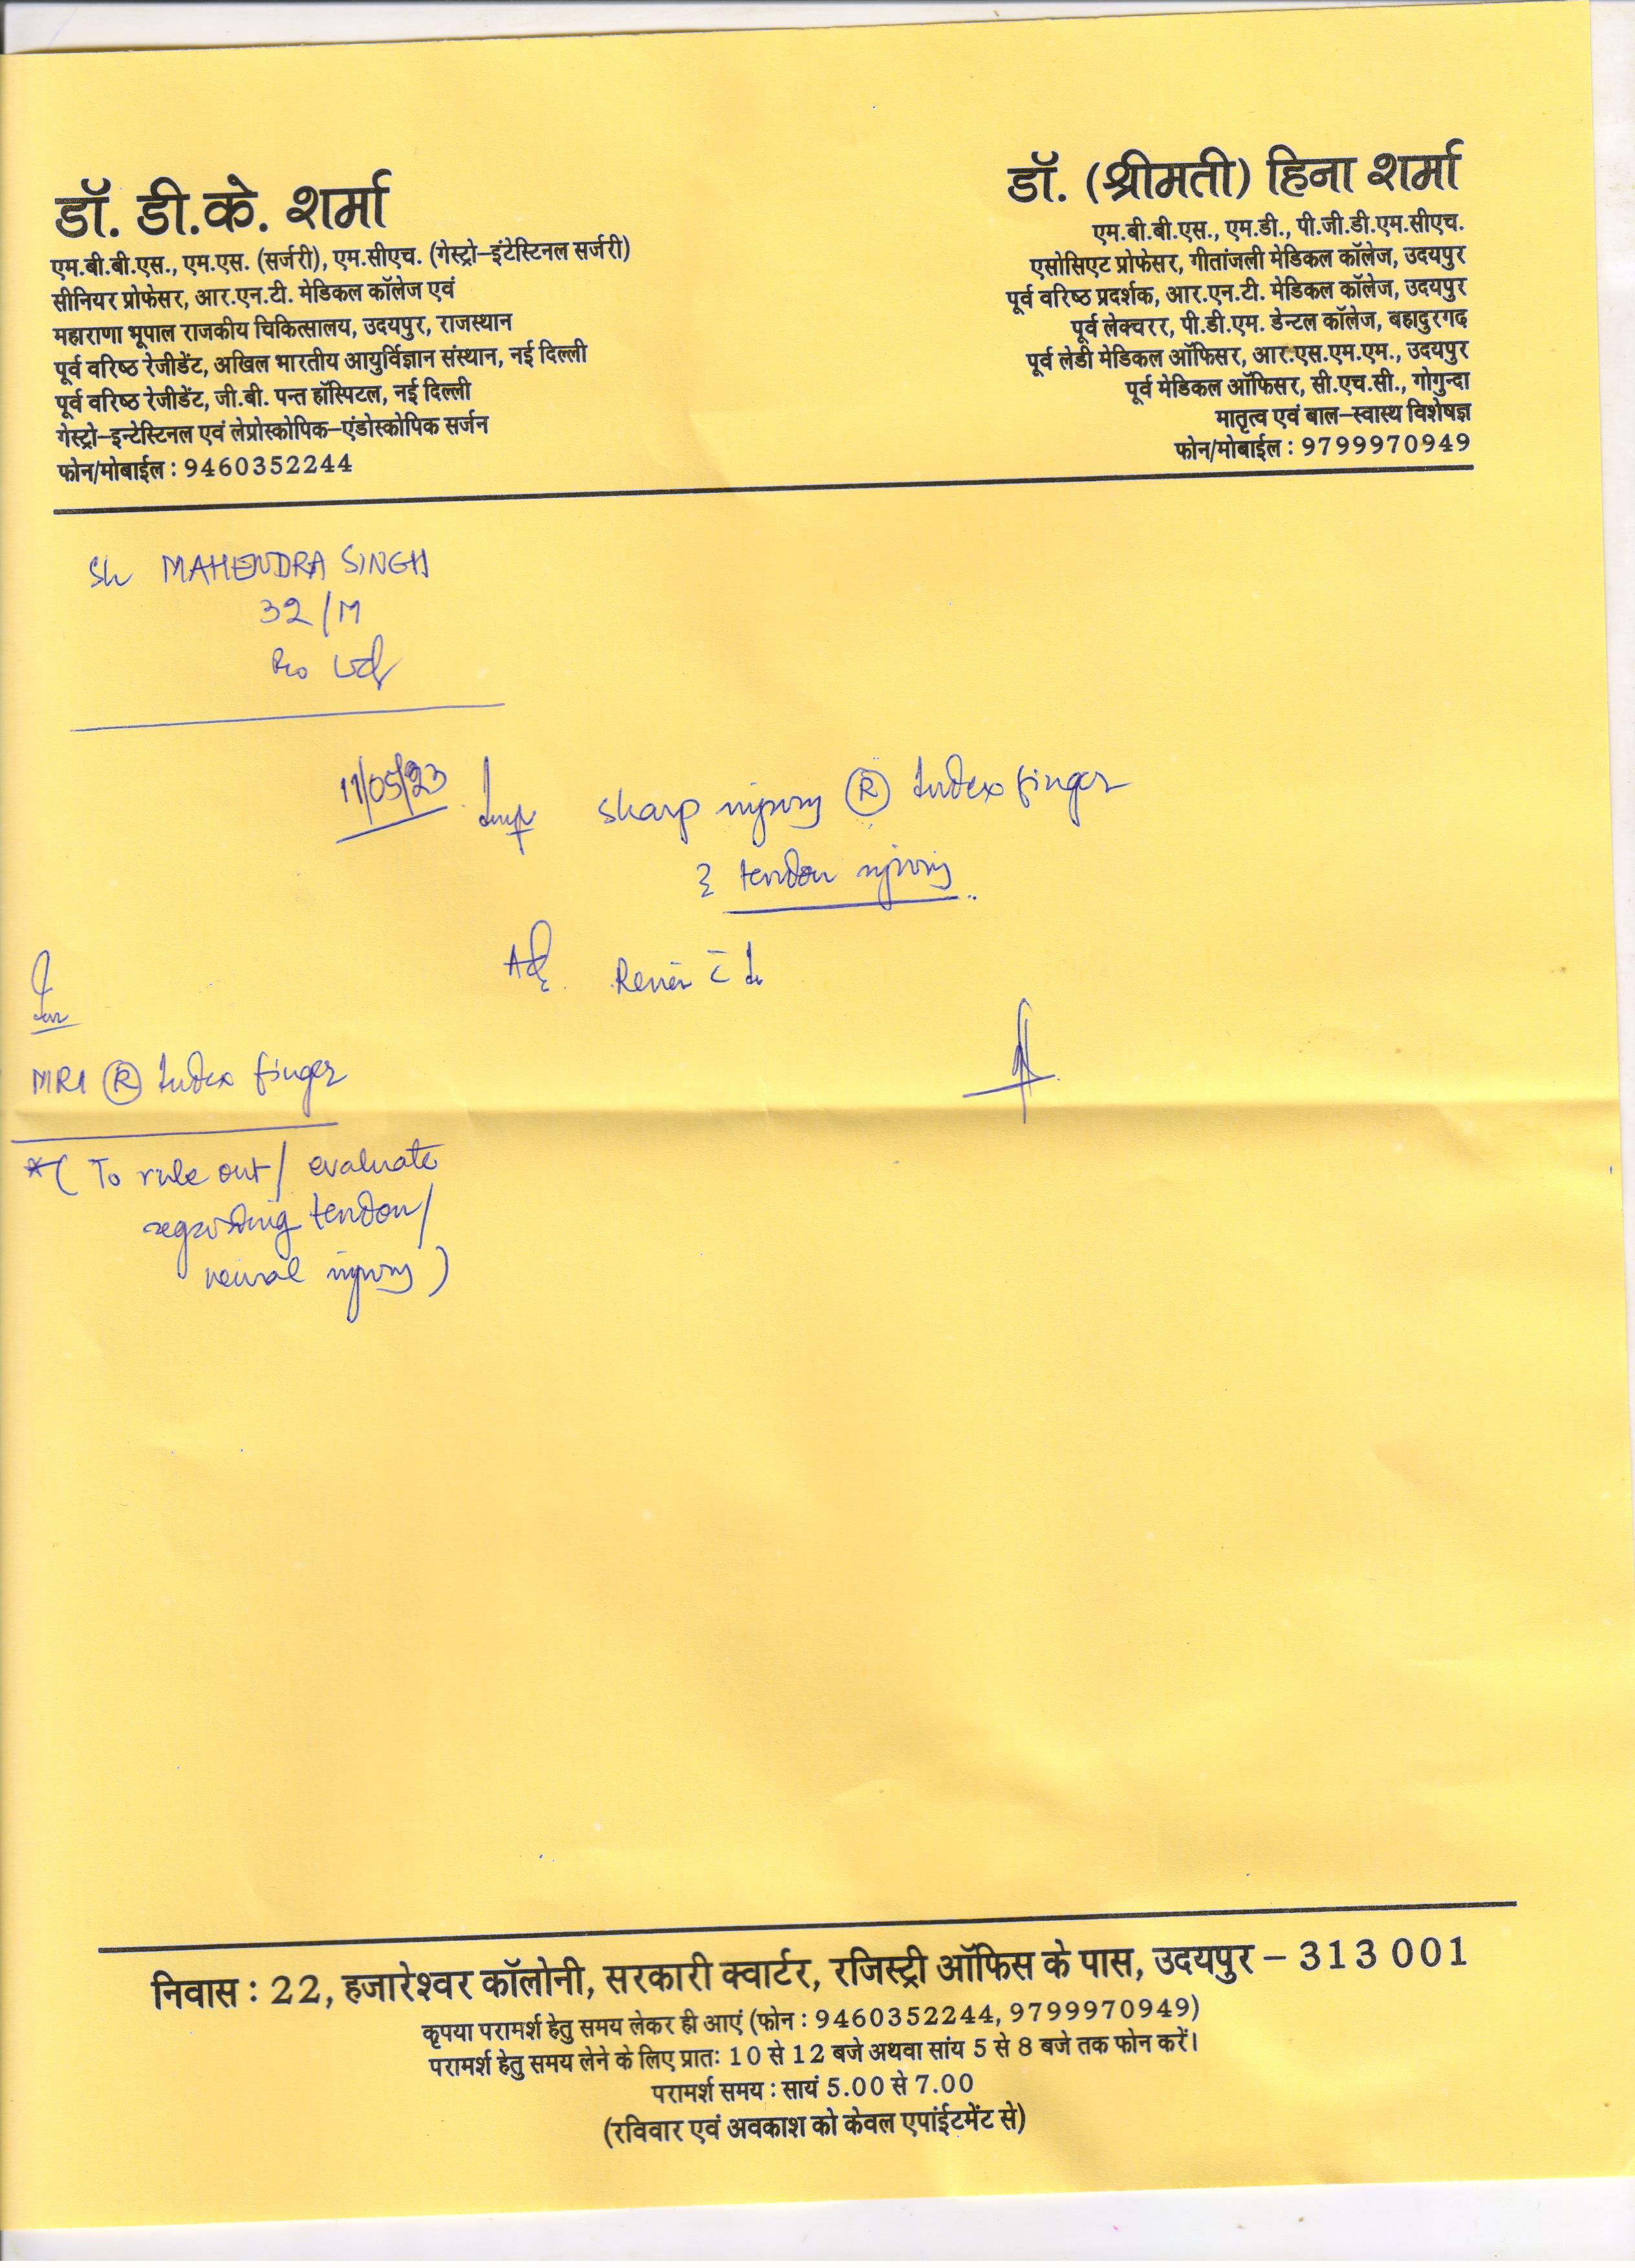 डॉ. डी.के. शर्मा
एम.बी.बी.एस., एम.एस. (सर्जरी), एम.सीएच. (गेस्ट्रो-इंटेस्टिनल सर्जरी)
सीनियर प्रोफेसर, आर.एन.टी. मेडिकल कॉलेज एवं
महाराणा भूपाल राजकीय चिकित्सालय, उदयपुर, राजस्थान
पूर्व वरिष्ठ रेजीडेंट, अखिल भारतीय आयुर्विज्ञान संस्थान, नई दिल्ली
पूर्व वरिष्ठ रेजीडेंट, जी.बी. पन्त हॉस्पिटल, नई दिल्ली
गेस्ट्रो-इन्टेस्टिनल एवं लेप्रोस्कोपिक-एंडोस्कोपिक सर्जन
फोन/मोबाईल : 9460352244
डॉ. (श्रीमती) हिना शर्मा
एम.बी.बी.एस., एम.डी., पी.जी.डी.एम.सीएच.
एसोसिएट प्रोफेसर, गीतांजली मेडिकल कॉलेज, उदयपुर
पूर्व वरिष्ठ प्रदर्शक, आर.एन.टी. मेडिकल कॉलेज, उदयपुर
पूर्व लेक्चरर, पी.डी.एम. डेन्टल कॉलेज, बहादुरगढ
पूर्व लेडी मेडिकल ऑफिसर, आर.एस.एम.एम., उदयपुर
पूर्व मेडिकल ऑफिसर, सी.एच.सी., गोगुन्दा
मातृत्व एवं बाल-स्वास्थ विशेषज्ञ
फोन/मोबाईल : 9799970949
Sh MAHENDRA SINGH
32/M
R/o Ud
11/05/23 Imp sharp injury (R) Index finger
c tendon injury
Adv. Review c
Inv
MRI (R) Index finger
*( To rule out / evaluate
regarding tendon /
neural injury )
निवास : 22, हजारेश्वर कॉलोनी, सरकारी क्वार्टर, रजिस्ट्री ऑफिस के पास, उदयपुर – 313 001
कृपया परामर्श हेतु समय लेकर ही आएं (फोन : 9460352244, 9799970949)
परामर्श हेतु समय लेने के लिए प्रातः 10 से 12 बजे अथवा सांय 5 से 8 बजे तक फोन करें।
परामर्श समय : सायं 5.00 से 7.00
(रविवार एवं अवकाश को केवल एपांईटमेंट से)